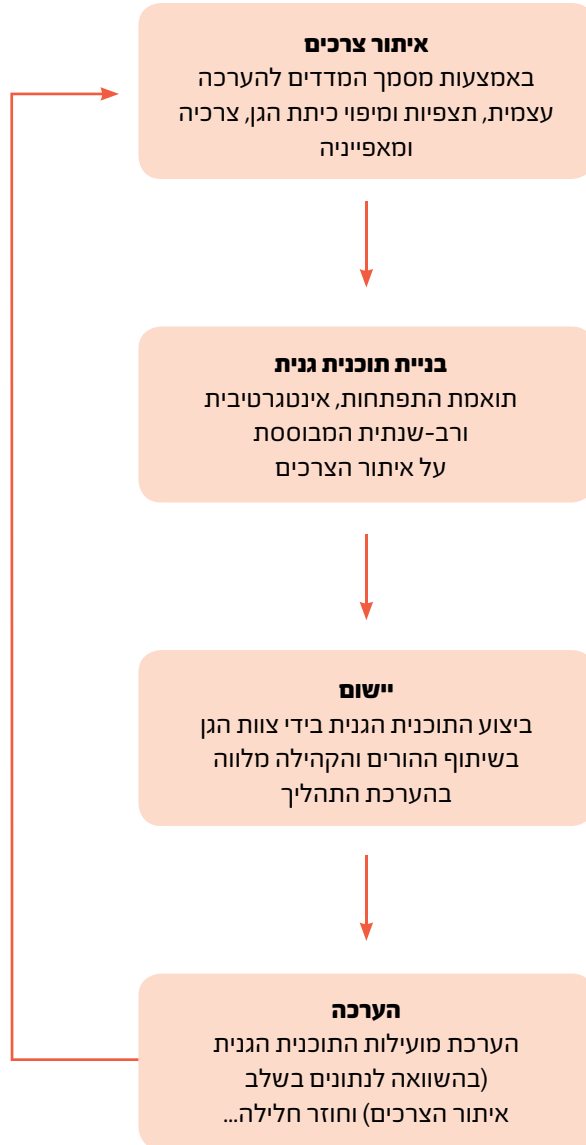 איתור צרכים
באמצעות מסמך המדדים להערכה
עצמית, תצפיות ומיפוי כיתת הגן, צרכיה
ומאפייניה
בניית תוכנית גנית
תואמת התפתחות, אינטגרטיבית
ורב-שנתית המבוססת
על איתור הצרכים
יישום
ביצוע התוכנית הגנית בידי צוות הגן
בשיתוף ההורים והקהילה מלווה
בהערכת התהליך
הערכה
הערכת מועילות התוכנית הגנית
(בהשוואה לנתונים בשלב
איתור הצרכים) וחוזר חלילה...